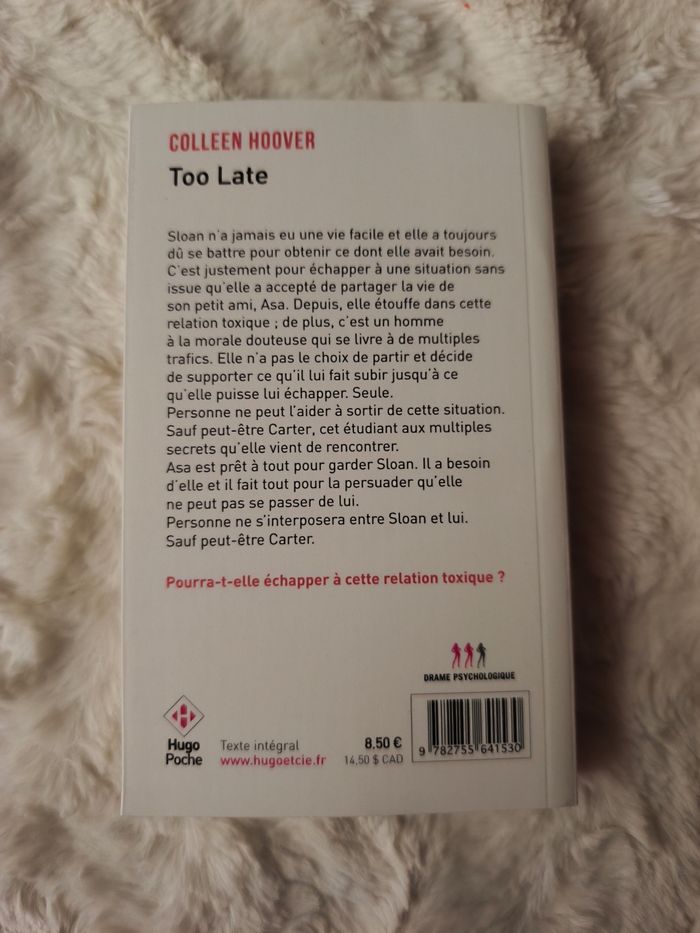 COLLEEN HOOVER
Too Late
Sloan n'a jamais eu une vie facile et elle a toujours
dû se battre pour obtenir ce dont elle avait besoin.
C'est justement pour échapper à une situation sans
issue qu'elle a accepté de partager la vie de
son petit ami, Asa. Depuis, elle étouffe dans cette
relation toxique ; de plus, c'est un homme
à la morale douteuse qui se livre à de multiples
trafics. Elle n'a pas le choix de partir et décide
de supporter ce qu'il lui fait subir jusqu'à ce
qu'elle puisse lui échapper. Seule.
Personne ne peut l'aider à sortir de cette situation.
Sauf peut-être Carter, cet étudiant aux multiples
secrets qu'elle vient de rencontrer.
Asa est prêt à tout pour garder Sloan. Il a besoin
d'elle et il fait tout pour la persuader qu'elle
ne peut pas se passer de lui.
Personne ne s'interposera entre Sloan et lui.
Sauf peut-être Carter.
Pourra-t-elle échapper à cette relation toxique ?
DRAME PSYCHOLOGIQUE
Hugo
Poche
Texte intégral
www.hugoetcie.fr
8.50 €
14,50 $ CAD
9 782755 641530